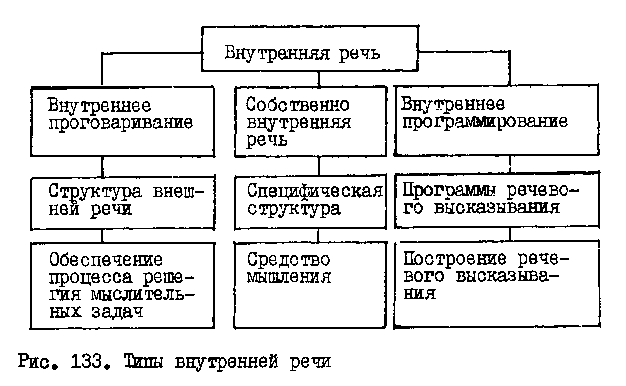 Внутренняя речь
Внутреннее
проговаривание
Собственно
внутренняя
речь
Внутреннее
программирование
Структура внеш-
ней речи
Специфическая
структура
Программы речево-
го высказывания
Обеспечение
процесса реше-
ния мыслитель-
ных задач
Средство
мышления
Построение рече-
вого высказыва-
ния
Рис. 133. Типы внутренней речи